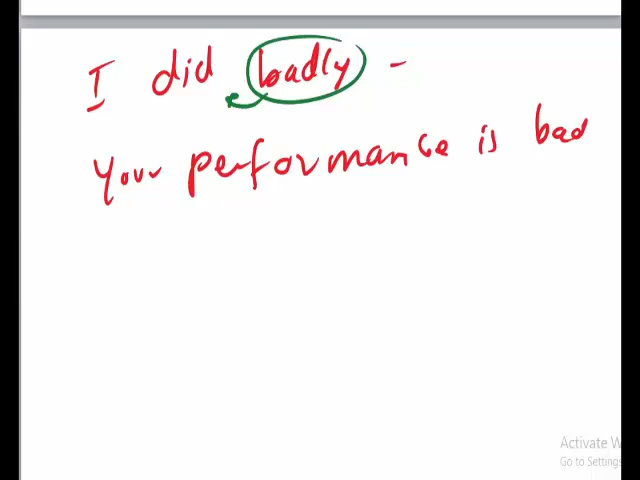 I did badly -
Your performance is bad
Activate W
Go to Settings